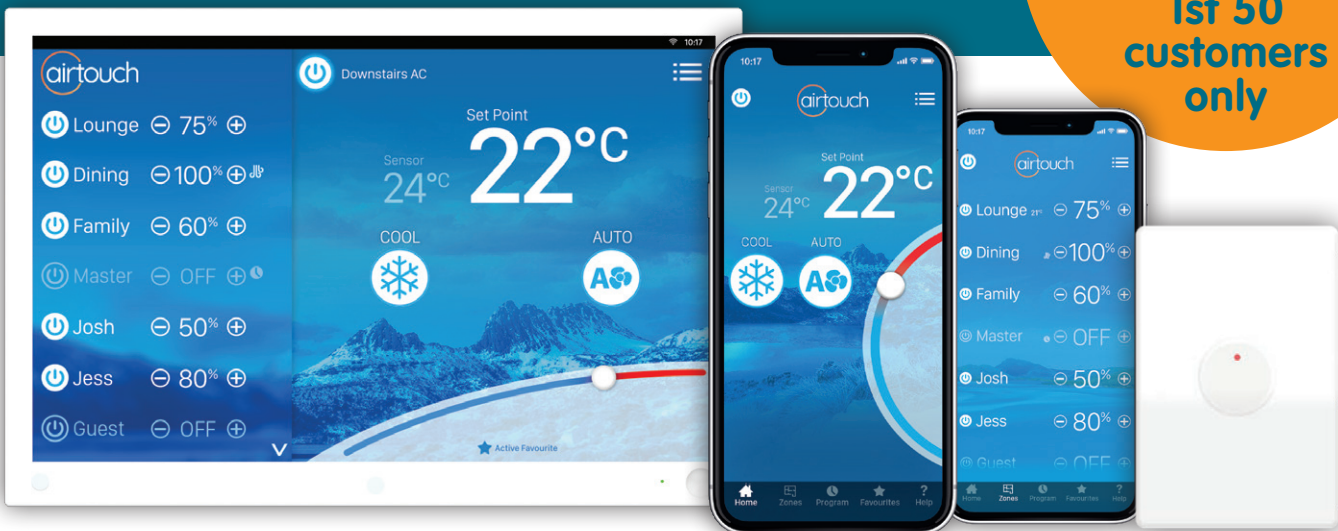 1st 50
customers
only
10:17
airtouch
Downstairs AC
Lounge 75%
Dining 100%
Family 60%
Master OFF
Josh 50%
Jess 80%
Guest OFF
Set Point
22°C
Sensor
24°C
COOL
AUTO
A
Active Favourite
10:17
airtouch
Set Point
22°C
Sensor
24°C
COOL
AUTO
A
Home
Zones
Program
Favourites
Help
10:17
airtouch
Lounge 21° 75%
Dining 100%
Family 60%
Master OFF
Josh 50%
Jess 80%
Guest OFF
Home
Zones
Program
Favourites
Help